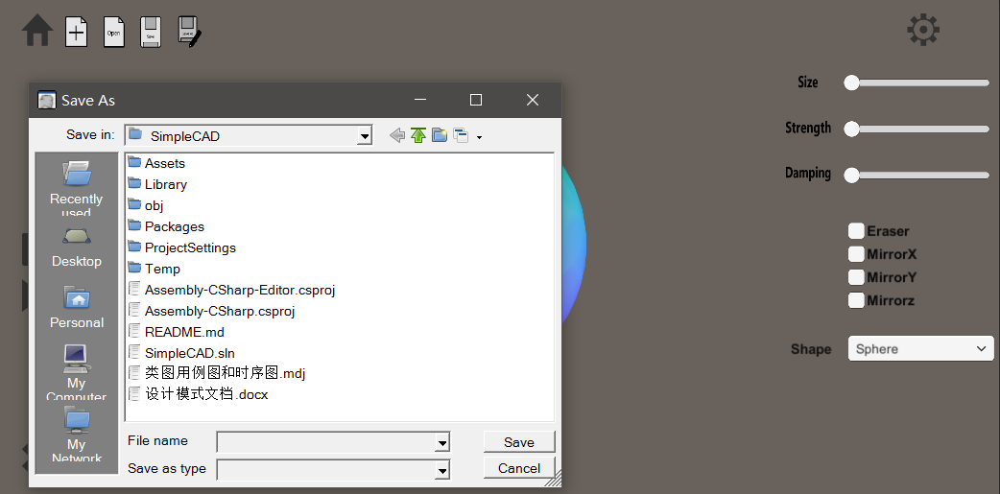 Open
Save
Save As
Save in:
SimpleCAD
Recently
used
Desktop
Personal
My
Computer
My
Network
Assets
Library
obj
Packages
ProjectSettings
Temp
Assembly-CSharp-Editor.csproj
Assembly-CSharp.csproj
README.md
SimpleCAD.sln
类图用例图和时序图.mdj
设计模式文档.docx
File name
Save
Save as type
Cancel
Size
Strength
Damping
Eraser
MirrorX
MirrorY
Mirrorz
Shape
Sphere